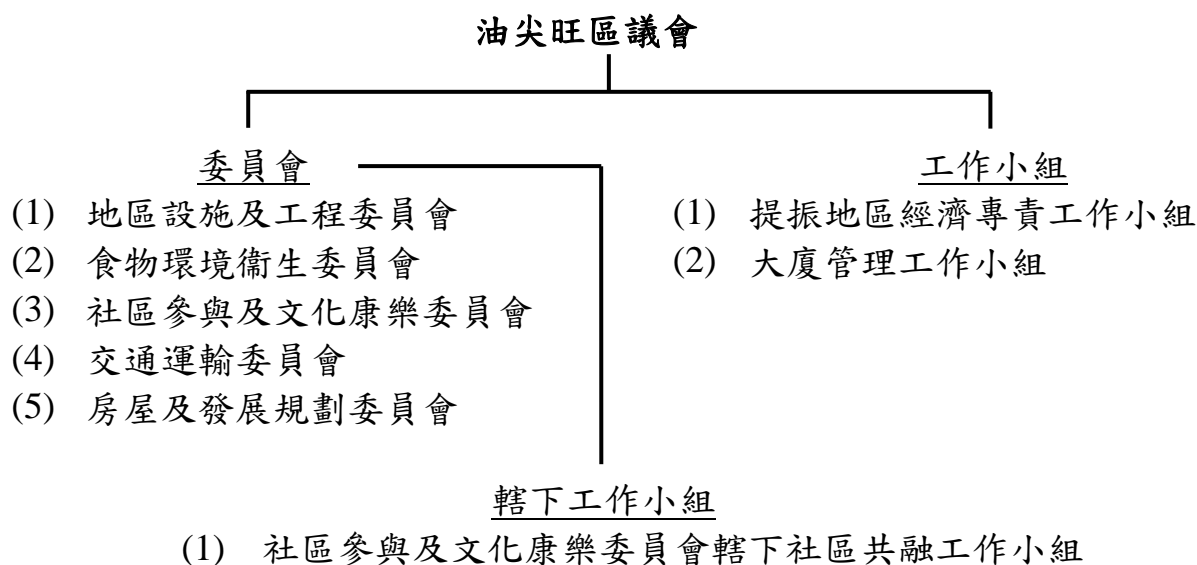 油尖旺區議會
委員會
(1) 地區設施及工程委員會
(2) 食物環境衞生委員會
(3) 社區參與及文化康樂委員會
(4) 交通運輸委員會
(5) 房屋及發展規劃委員會
工作小組
(1) 提振地區經濟專責工作小組
(2) 大廈管理工作小組
轄下工作小組
(1) 社區參與及文化康樂委員會轄下社區共融工作小組